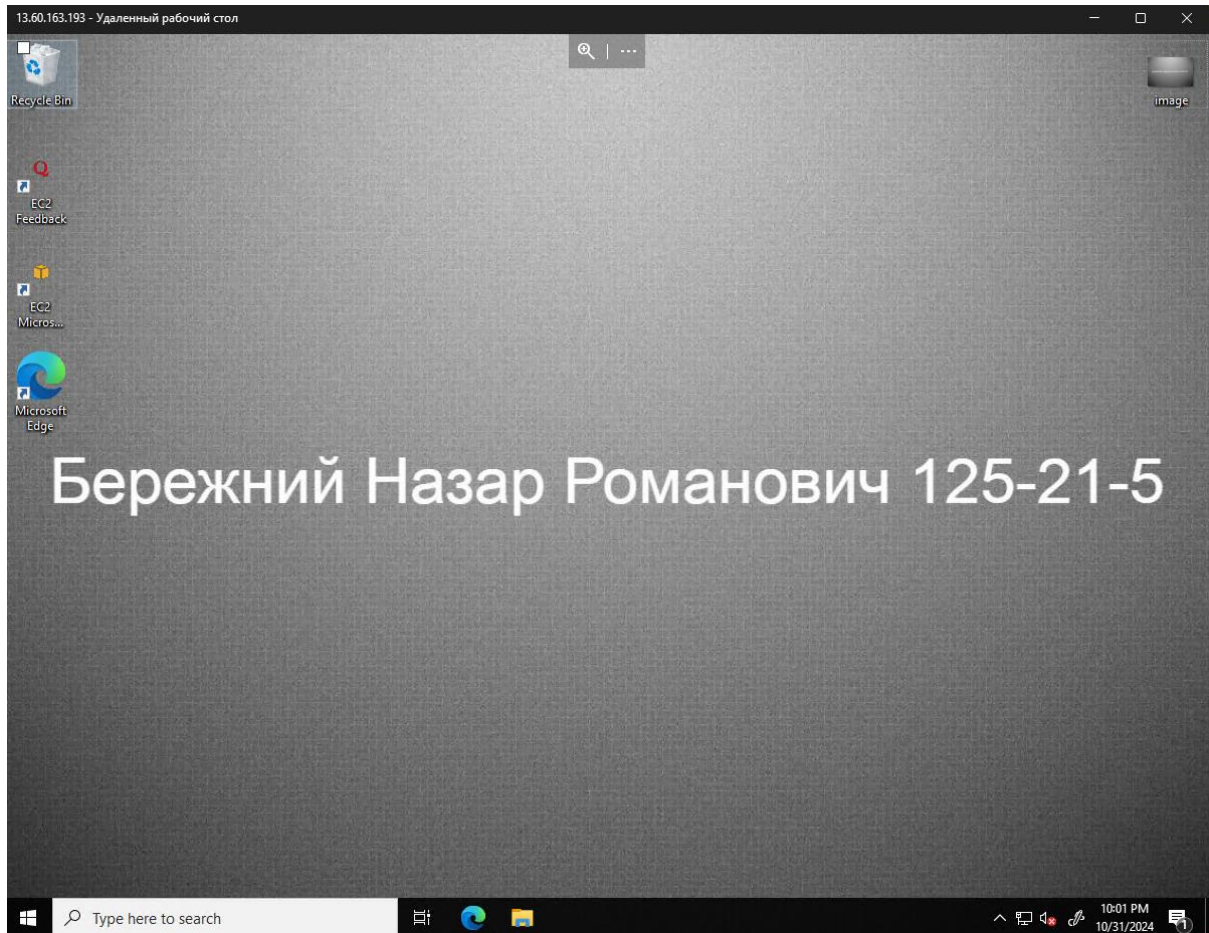 13.60.163.193 - Удаленный рабочий стол
Recycle Bin
image
EC2
Feedback
EC2
Micros...
Microsoft
Edge
Бережний Назар Романович 125-21-5
Type here to search
10:01 PM
10/31/2024
1